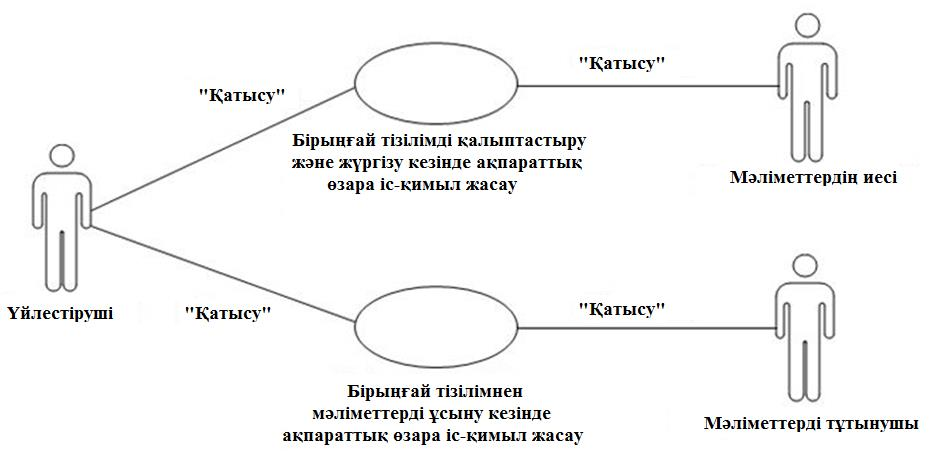 "Қатысу"
"Қатысу"
Бірыңғай тізілімді қалыптастыру
және жүргізу кезінде ақпараттық
өзара іс-қимыл жасау
Мәліметтердің иесі
Үйлестіруші
"Қатысу"
"Қатысу"
Бірыңғай тізілімнен
мәліметтерді ұсыну кезінде
ақпараттық өзара іс-қимыл жасау
Мәліметтерді тұтынушы